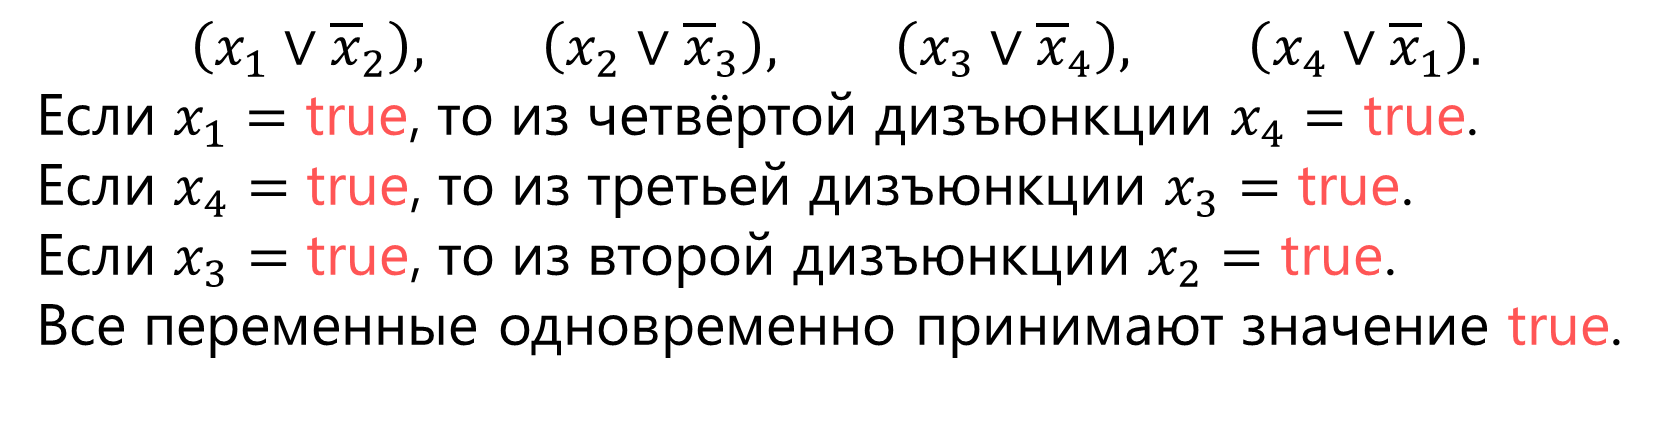 (x₁ ∨ x̅₂), (x₂ ∨ x̅₃), (x₃ ∨ x̅₄), (x₄ ∨ x̅₁).
Если x₁ = true, то из четвёртой дизъюнкции x₄ = true.
Если x₄ = true, то из третьей дизъюнкции x₃ = true.
Если x₃ = true, то из второй дизъюнкции x₂ = true.
Все переменные одновременно принимают значение true.